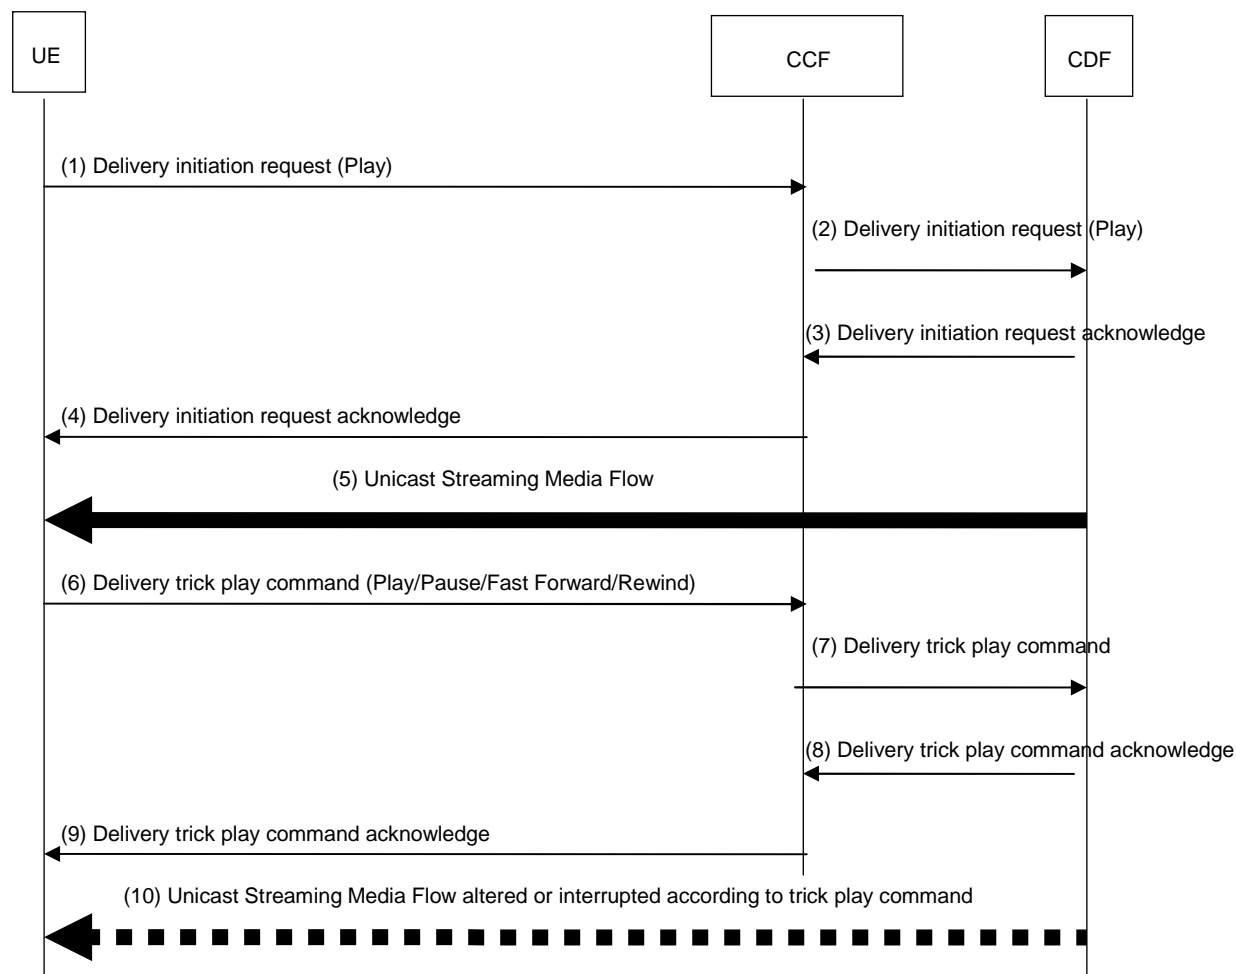 UE
CCF
CDF
(1) Delivery initiation request (Play)
(2) Delivery initiation request (Play)
(3) Delivery initiation request acknowledge
(4) Delivery initiation request acknowledge
(5) Unicast Streaming Media Flow
(6) Delivery trick play command (Play/Pause/Fast Forward/Rewind)
(7) Delivery trick play command
(8) Delivery trick play command acknowledge
(9) Delivery trick play command acknowledge
(10) Unicast Streaming Media Flow altered or interrupted according to trick play command